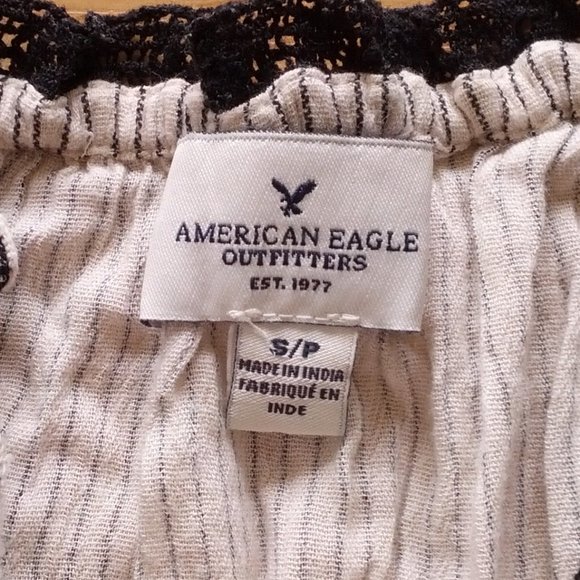 AMERICAN EAGLE
OUTFITTERS
EST. 1977
S/P
MADE IN INDIA
FABRIQUÉ EN
INDE